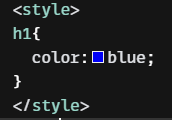 <style>
h1{
  color:blue;
}
</style>